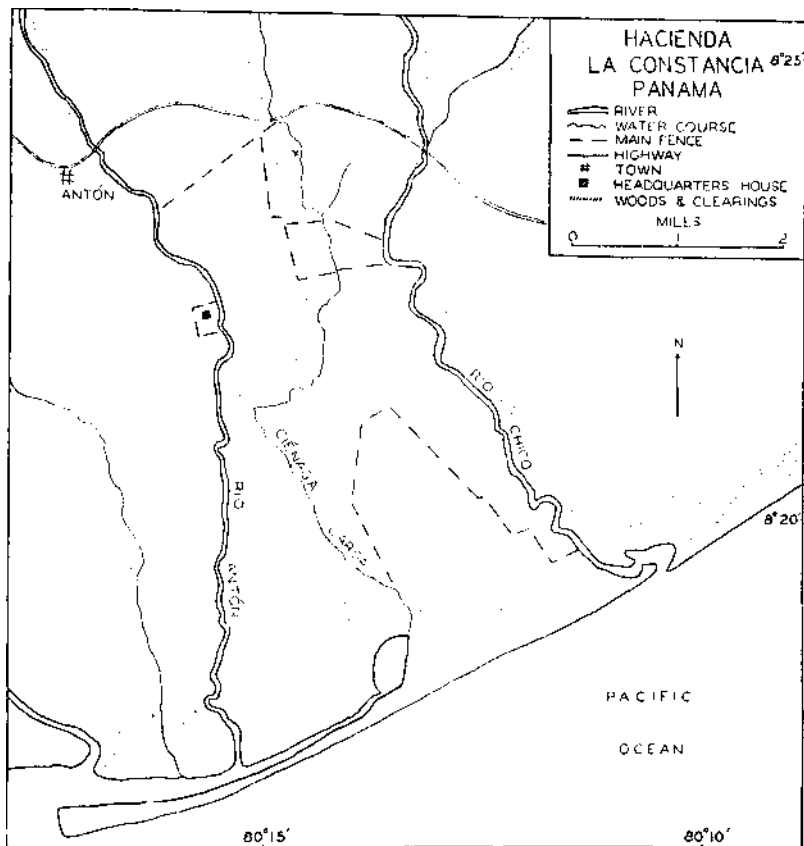 HACIENDA
LA CONSTANCIA 8°25'
PANAMA
RIVER
WATER COURSE
MAIN FENCE
HIGHWAY
# TOWN
HEADQUARTERS HOUSE
WOODS & CLEARINGS
MILES
0 2
ANTÓN
N
RIO CHICO
CIÉNAGA LARGA
RIO ANTÓN
8°20'
PACIFIC
OCEAN
80°15' 80°10'